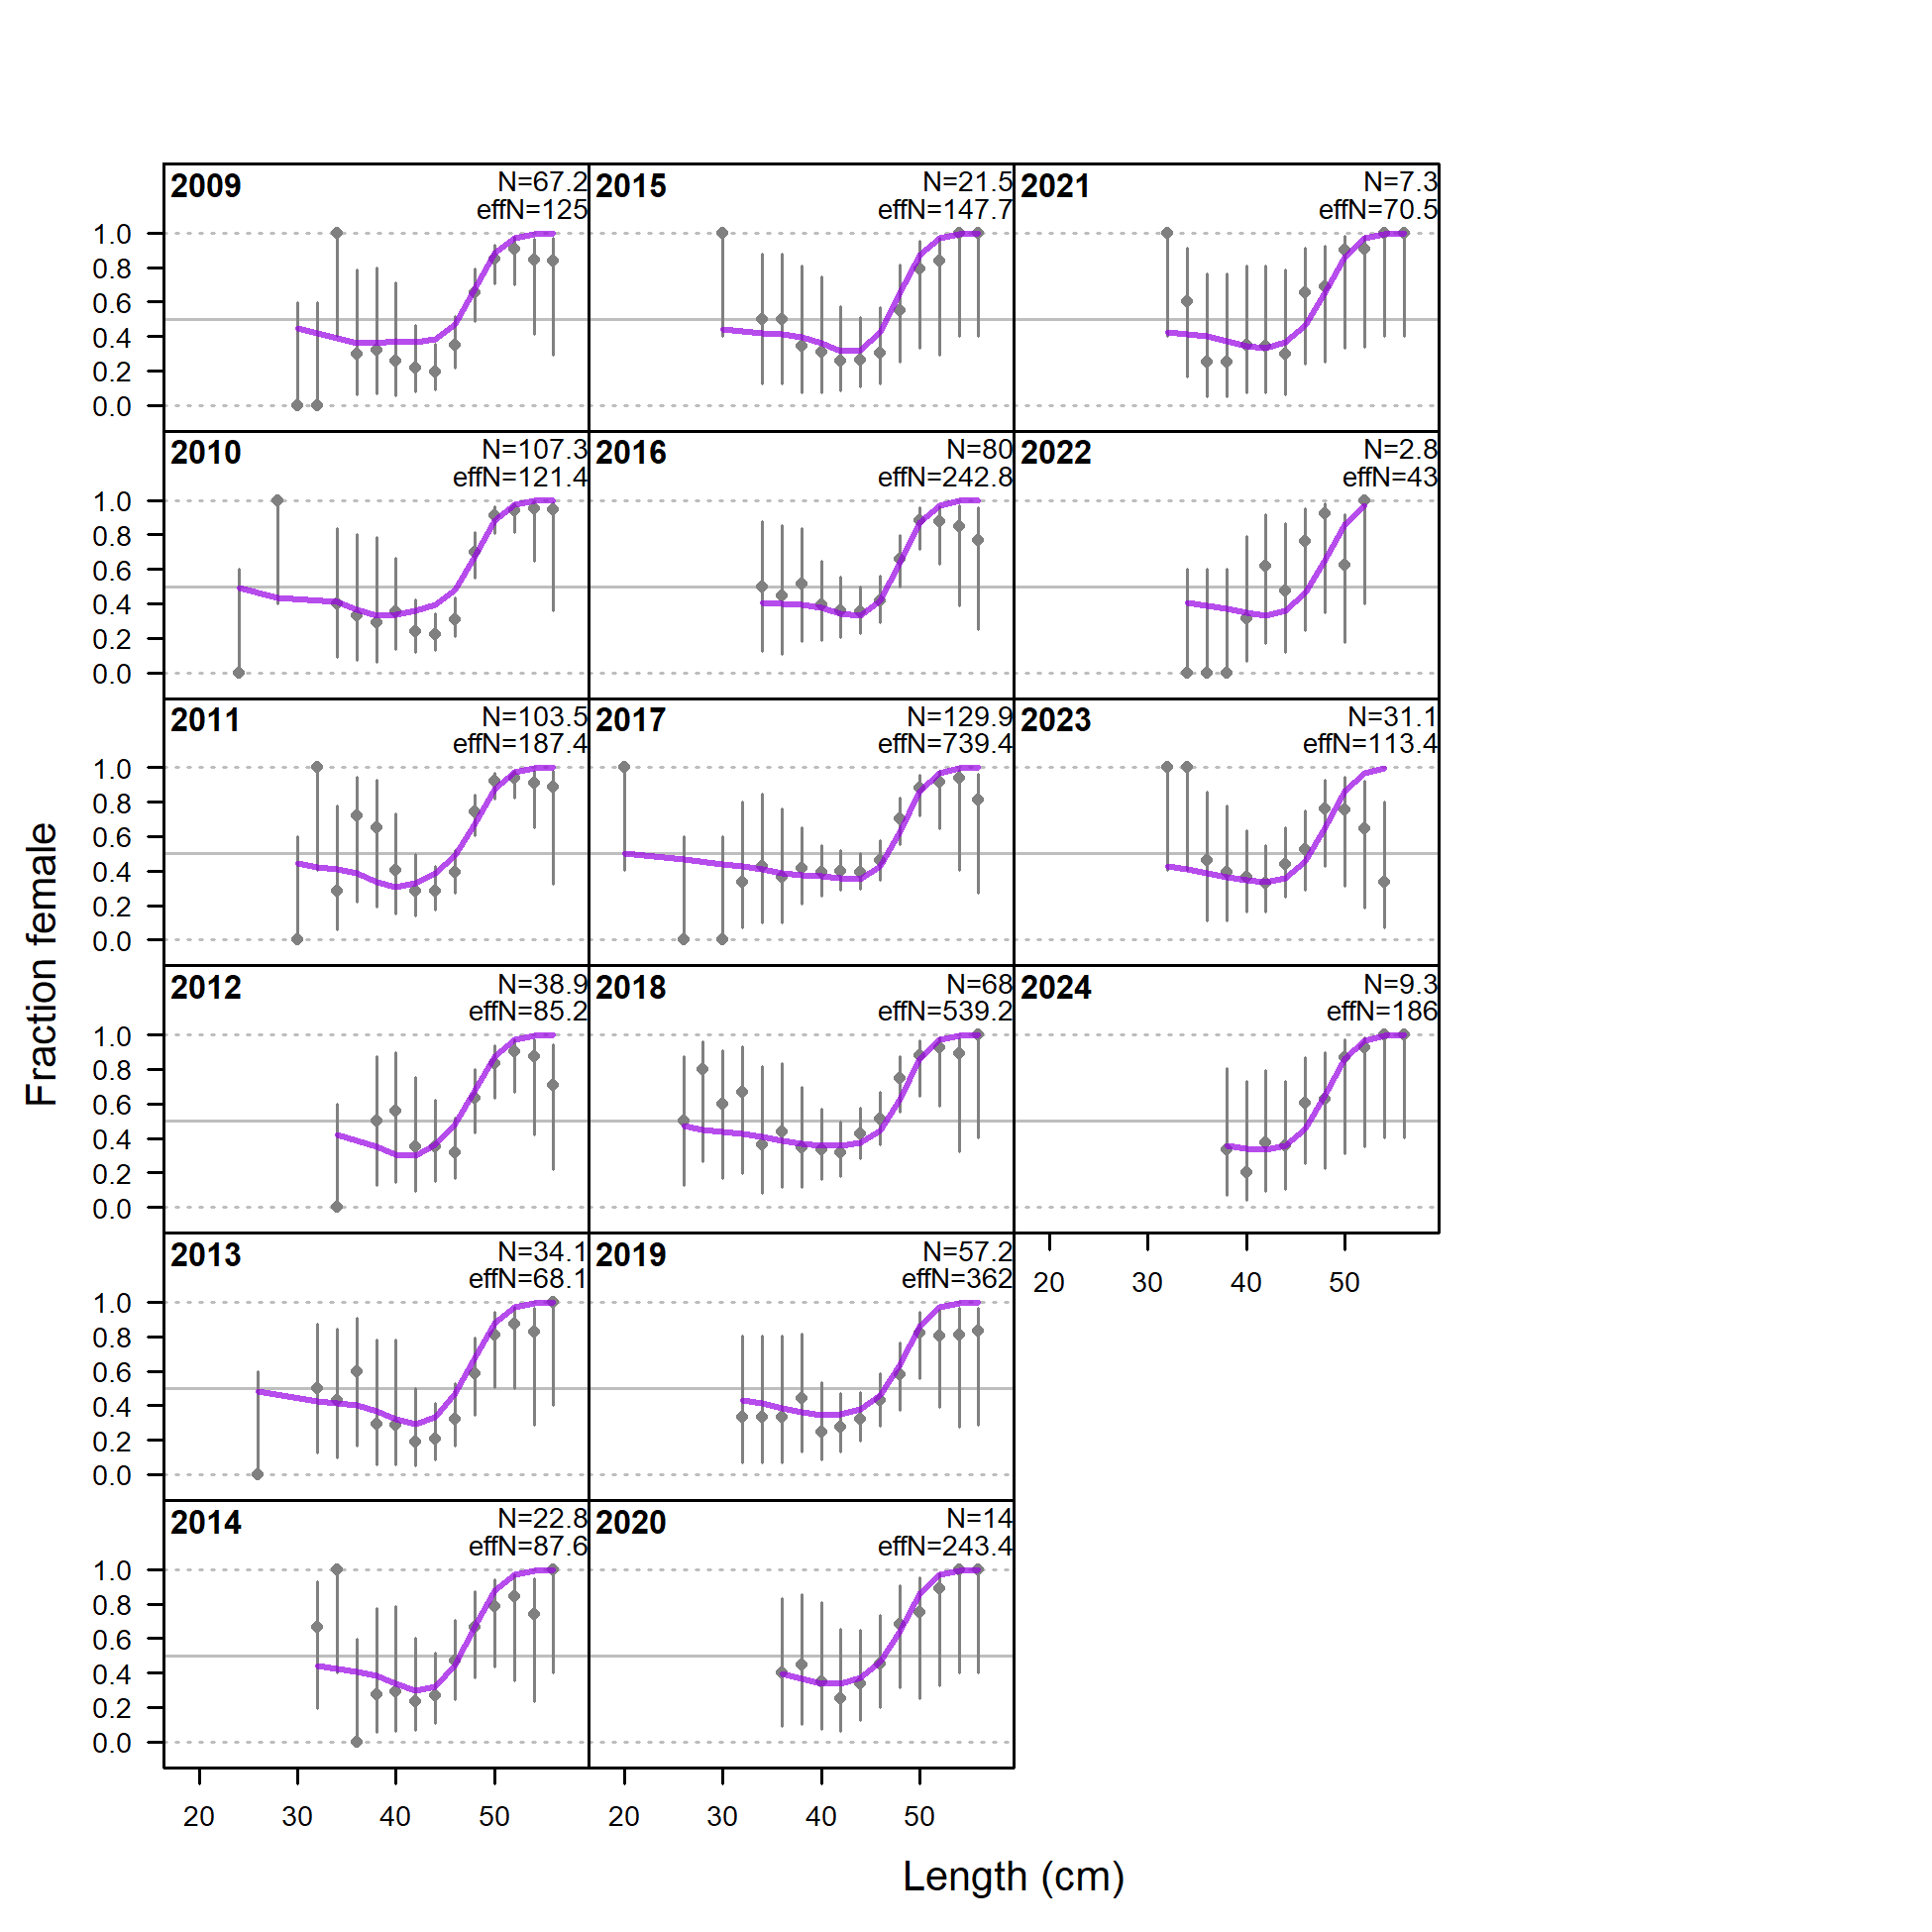 2009
N=67.2
effN=125
2015
N=21.5
effN=147.7
2021
N=7.3
effN=70.5
1.0
0.8
0.6
0.4
0.2
0.0
2010
N=107.3
effN=121.4
2016
N=80
effN=242.8
2022
N=2.8
effN=43
1.0
0.8
0.6
0.4
0.2
0.0
2011
N=103.5
effN=187.4
2017
N=129.9
effN=739.4
2023
N=31.1
effN=113.4
1.0
0.8
0.6
0.4
0.2
0.0
2012
N=38.9
effN=85.2
2018
N=68
effN=539.2
2024
N=9.3
effN=186
1.0
0.8
0.6
0.4
0.2
0.0
2013
N=34.1
effN=68.1
2019
N=57.2
effN=362
20 30 40 50
1.0
0.8
0.6
0.4
0.2
0.0
2014
N=22.8
effN=87.6
2020
N=14
effN=243.4
1.0
0.8
0.6
0.4
0.2
0.0
20 30 40 50
20 30 40 50
Fraction female
Length (cm)